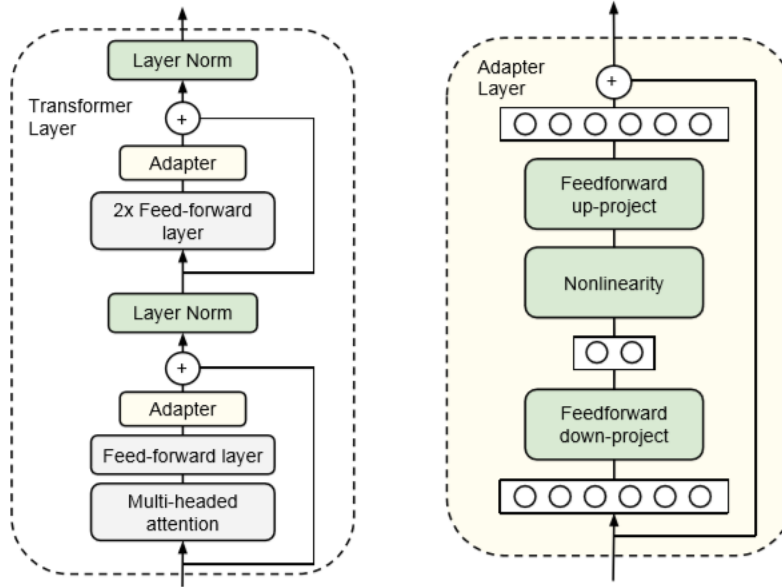 Layer Norm
Transformer
Layer
+
Adapter
2x Feed-forward
layer
Layer Norm
+
Adapter
Feed-forward layer
Multi-headed
attention
Adapter
Layer
+
Feedforward
up-project
Nonlinearity
Feedforward
down-project